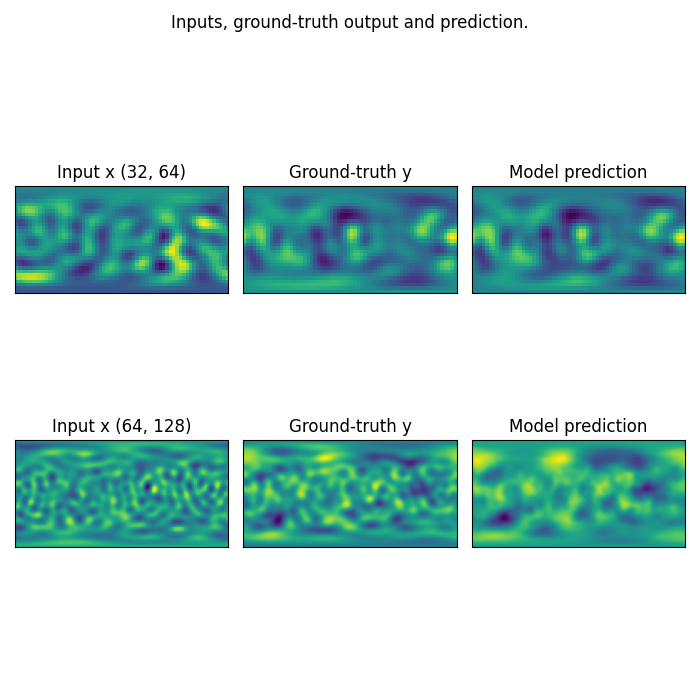 Inputs, ground-truth output and prediction.
Input x (32, 64)
Ground-truth y
Model prediction
Input x (64, 128)
Ground-truth y
Model prediction